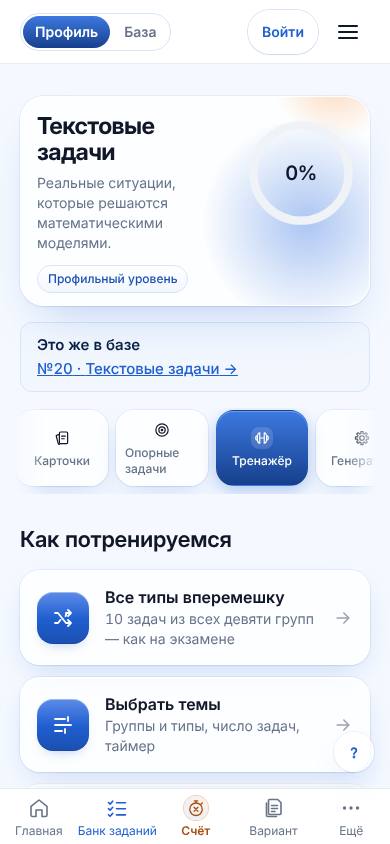 Профиль
База
Войти
Текстовые
задачи
Реальные ситуации,
которые решаются
математическими
моделями.
Профильный уровень
0%
Это же в базе
№20 · Текстовые задачи →
Карточки
Опорные
задачи
Тренажёр
Генера
Как потренируемся
Все типы вперемешку
10 задач из всех девяти групп
— как на экзамене
Выбрать темы
Группы и типы, число задач,
таймер
?
Главная
Банк заданий
Счёт
Вариант
Ещё